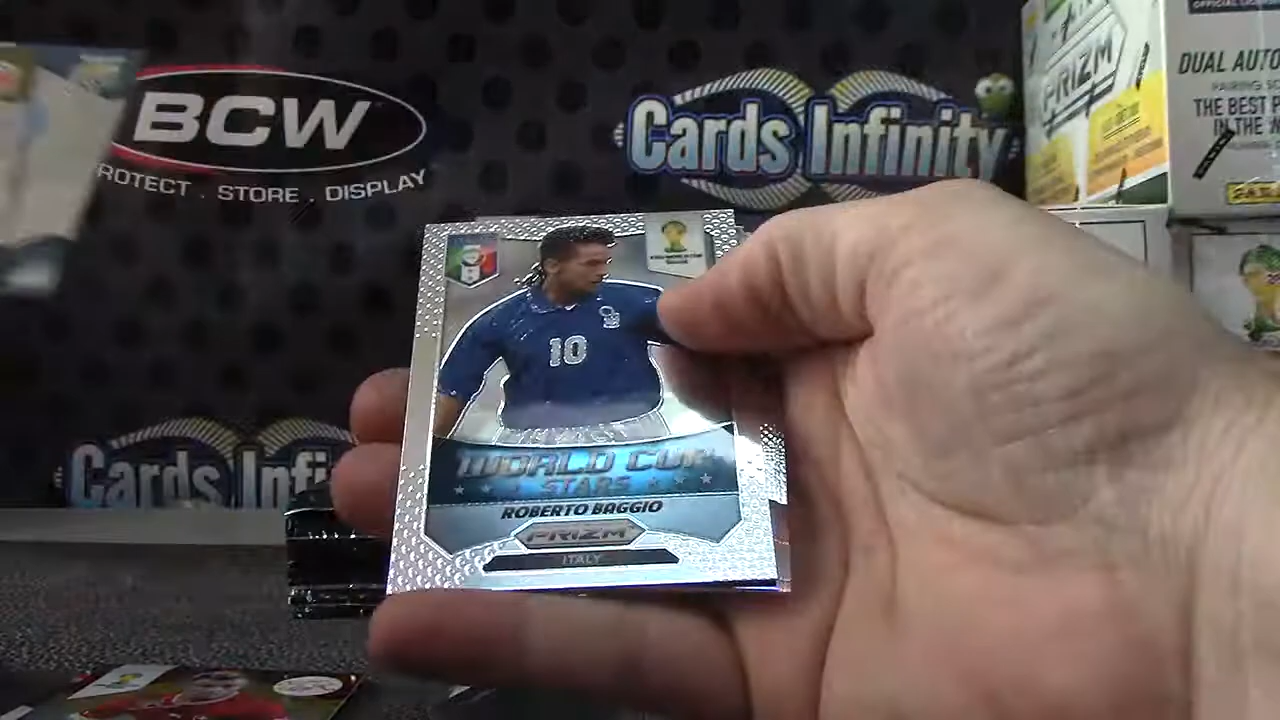 BCW
PROTECT . STORE . DISPLAY
Cards Infinity
PRIZM
DUAL AUTO
THE BEST
IN THE
10
WORLD CUP
STARS
ROBERTO BAGGIO
PRIZM
ITALY
Cards Infi